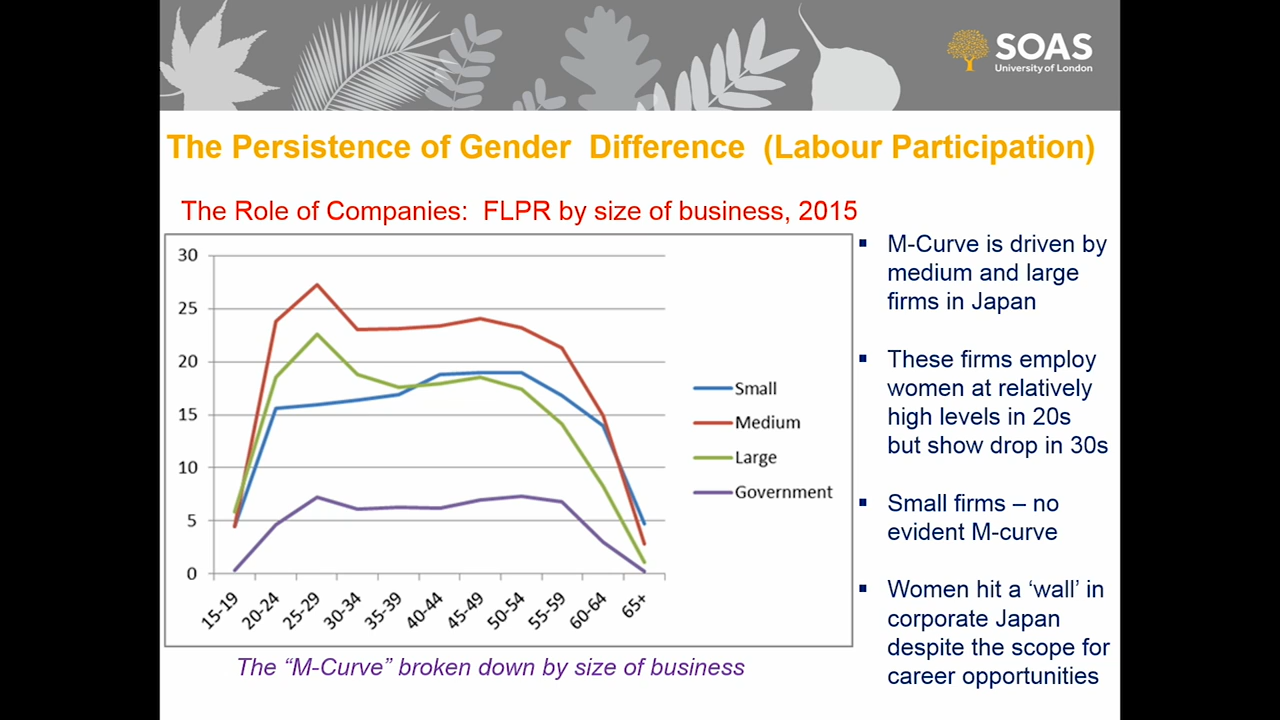 SOAS
University of London
The Persistence of Gender Difference (Labour Participation)
The Role of Companies: FLPR by size of business, 2015
30
25
20
15
10
5
0
15-19
20-24
25-29
30-34
35-39
40-44
45-49
50-54
55-59
60-64
65+
Small
Medium
Large
Government
The “M-Curve” broken down by size of business
▪ M-Curve is driven by
medium and large
firms in Japan
▪ These firms employ
women at relatively
high levels in 20s
but show drop in 30s
▪ Small firms – no
evident M-curve
▪ Women hit a ‘wall’ in
corporate Japan
despite the scope for
career opportunities